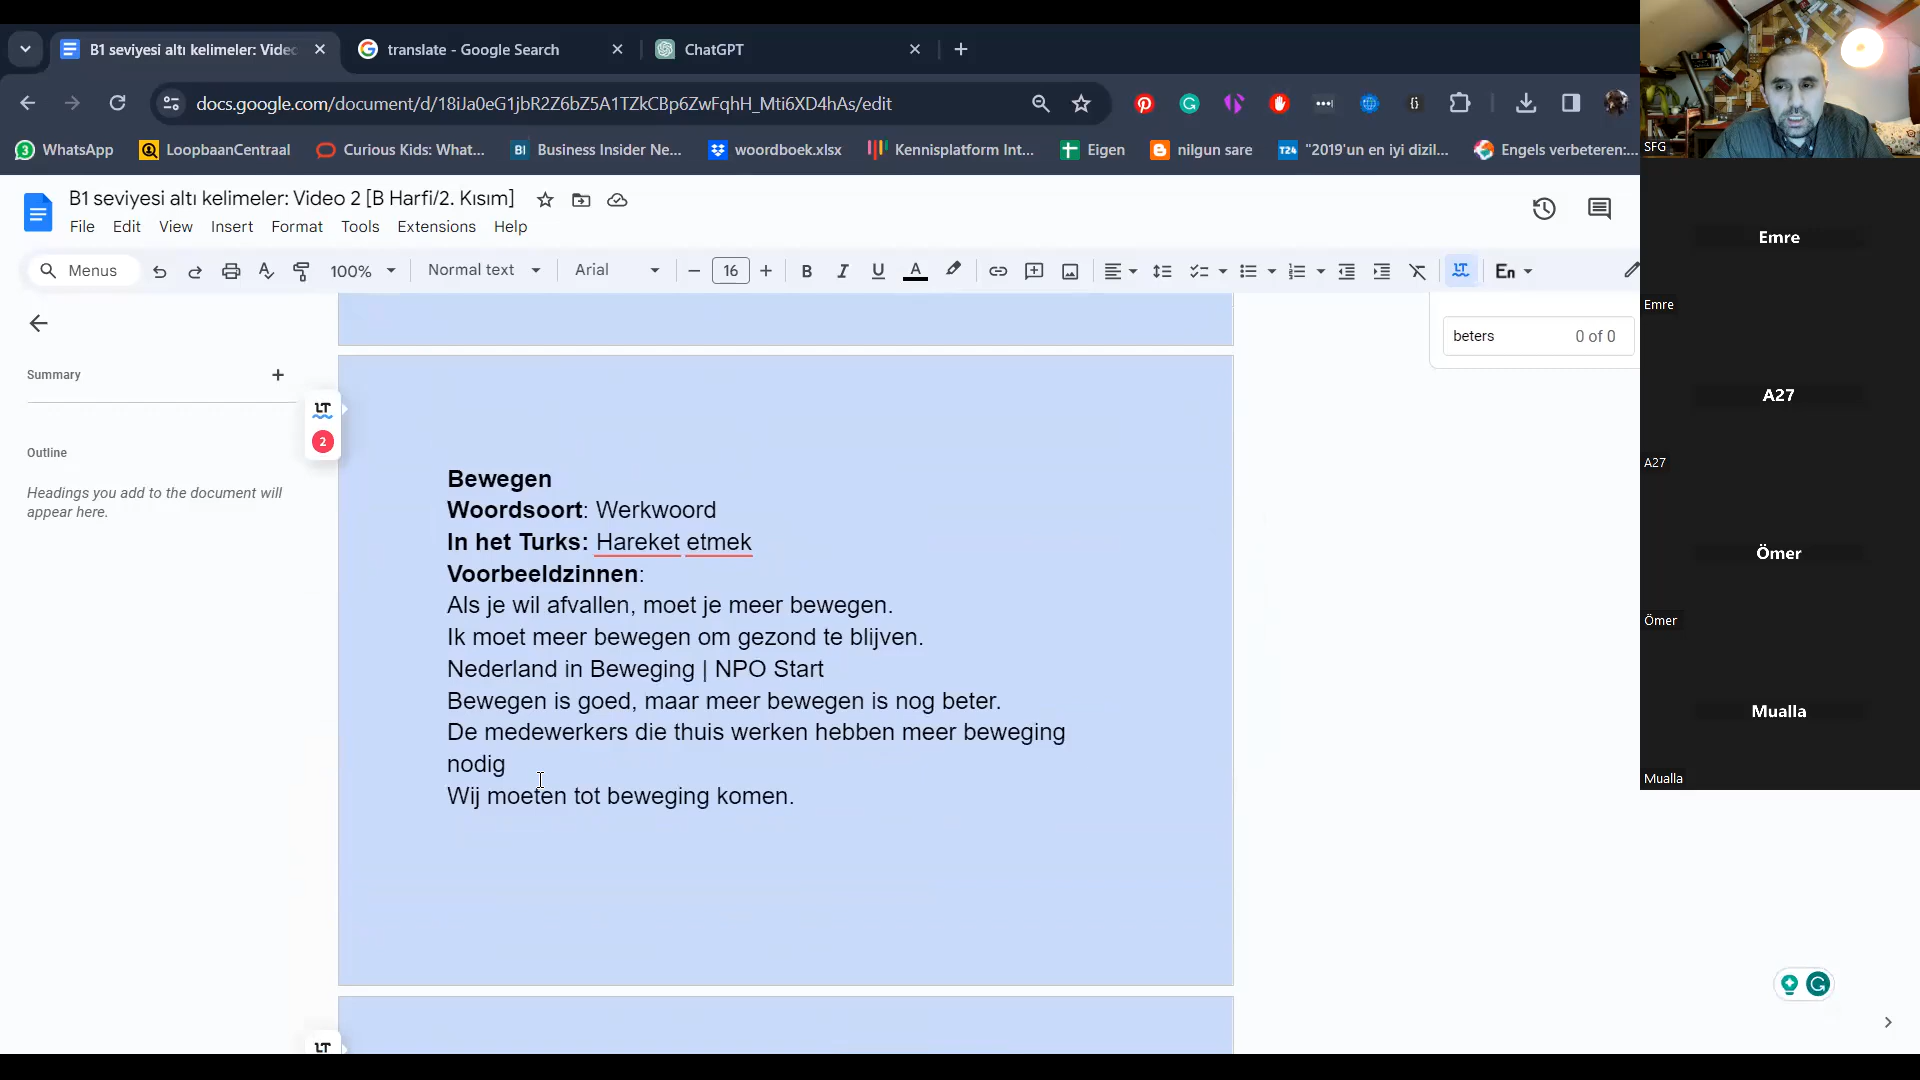 B1 seviyesi altı kelimeler: Videc
translate - Google Search
ChatGPT
docs.google.com/document/d/18iJa0eG1jbR2Z6bZ5A1TZkCBp6ZwFqhH_Mti6XD4hAs/edit
WhatsApp
LoopbaanCentraal
Curious Kids: What...
BI Business Insider Ne...
woordboek.xlsx
Kennisplatform Int...
Eigen
nilgun sare
T24 "2019'un en iyi dizil...
Engels verbeteren:...
B1 seviyesi altı kelimeler: Video 2 [B Harfi/2. Kısım]
File Edit View Insert Format Tools Extensions Help
Menus 100% Normal text Arial 16 B I U A En
beters 0 of 0
Summary
Outline
Headings you add to the document will
appear here.
LT
2
Bewegen
Woordsoort: Werkwoord
In het Turks: Hareket etmek
Voorbeeldzinnen:
Als je wil afvallen, moet je meer bewegen.
Ik moet meer bewegen om gezond te blijven.
Nederland in Beweging | NPO Start
Bewegen is goed, maar meer bewegen is nog beter.
De medewerkers die thuis werken hebben meer beweging
nodig
Wij moeten tot beweging komen.
LT
SFG
Emre
Emre
A27
A27
Ömer
Ömer
Mualla
Mualla